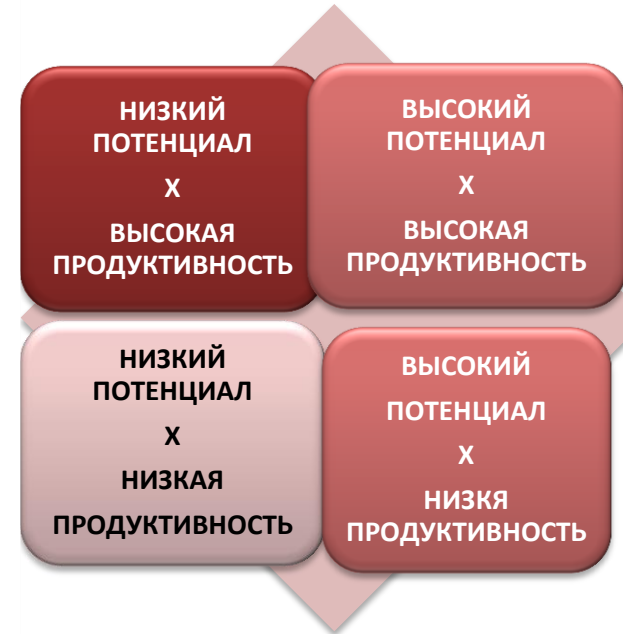 НИЗКИЙ
ПОТЕНЦИАЛ
X
ВЫСОКАЯ
ПРОДУКТИВНОСТЬ
ВЫСОКИЙ
ПОТЕНЦИАЛ
X
ВЫСОКАЯ
ПРОДУКТИВНОСТЬ
НИЗКИЙ
ПОТЕНЦИАЛ
X
НИЗКАЯ
ПРОДУКТИВНОСТЬ
ВЫСОКИЙ
ПОТЕНЦИАЛ
X
НИЗКЯ
ПРОДУКТИВНОСТЬ